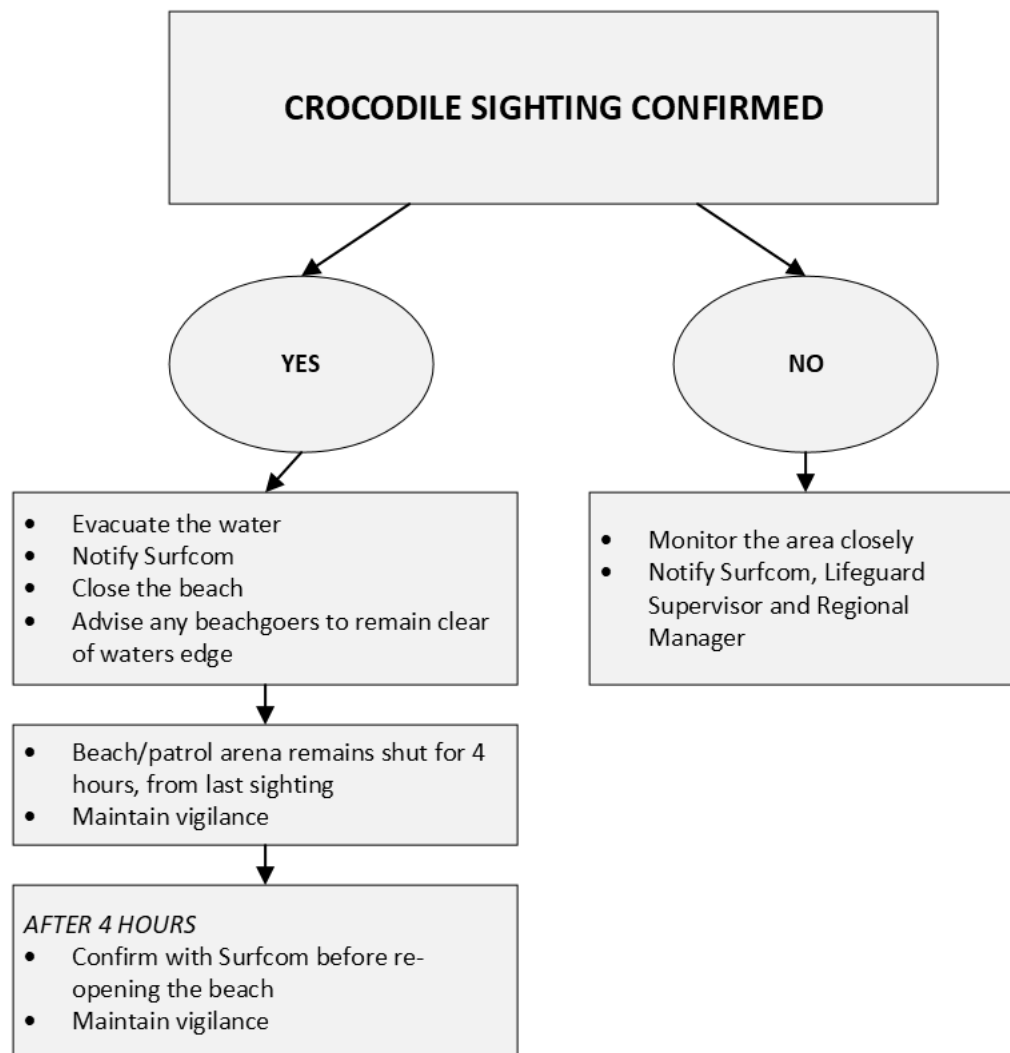 CROCODILE SIGHTING CONFIRMED
YES
NO
• Evacuate the water
• Notify Surfcom
• Close the beach
• Advise any beachgoers to remain clear
of waters edge
• Monitor the area closely
• Notify Surfcom, Lifeguard
Supervisor and Regional
Manager
• Beach/patrol arena remains shut for 4
hours, from last sighting
• Maintain vigilance
AFTER 4 HOURS
• Confirm with Surfcom before re-
opening the beach
• Maintain vigilance